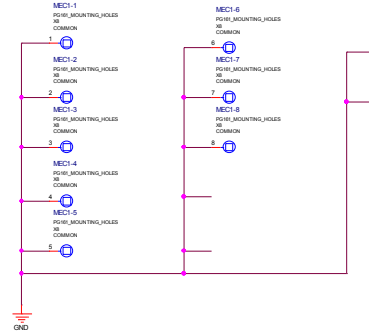 MEC1-1
PG161_MOUNTING_HOLES
X8
COMMON
1
MEC1-2
PG161_MOUNTING_HOLES
X8
COMMON
2
MEC1-3
PG161_MOUNTING_HOLES
X8
COMMON
3
MEC1-4
PG161_MOUNTING_HOLES
X8
COMMON
4
MEC1-5
PG161_MOUNTING_HOLES
X8
COMMON
5
GND
MEC1-6
PG161_MOUNTING_HOLES
X8
COMMON
6
MEC1-7
PG161_MOUNTING_HOLES
X8
COMMON
7
MEC1-8
PG161_MOUNTING_HOLES
X8
COMMON
8